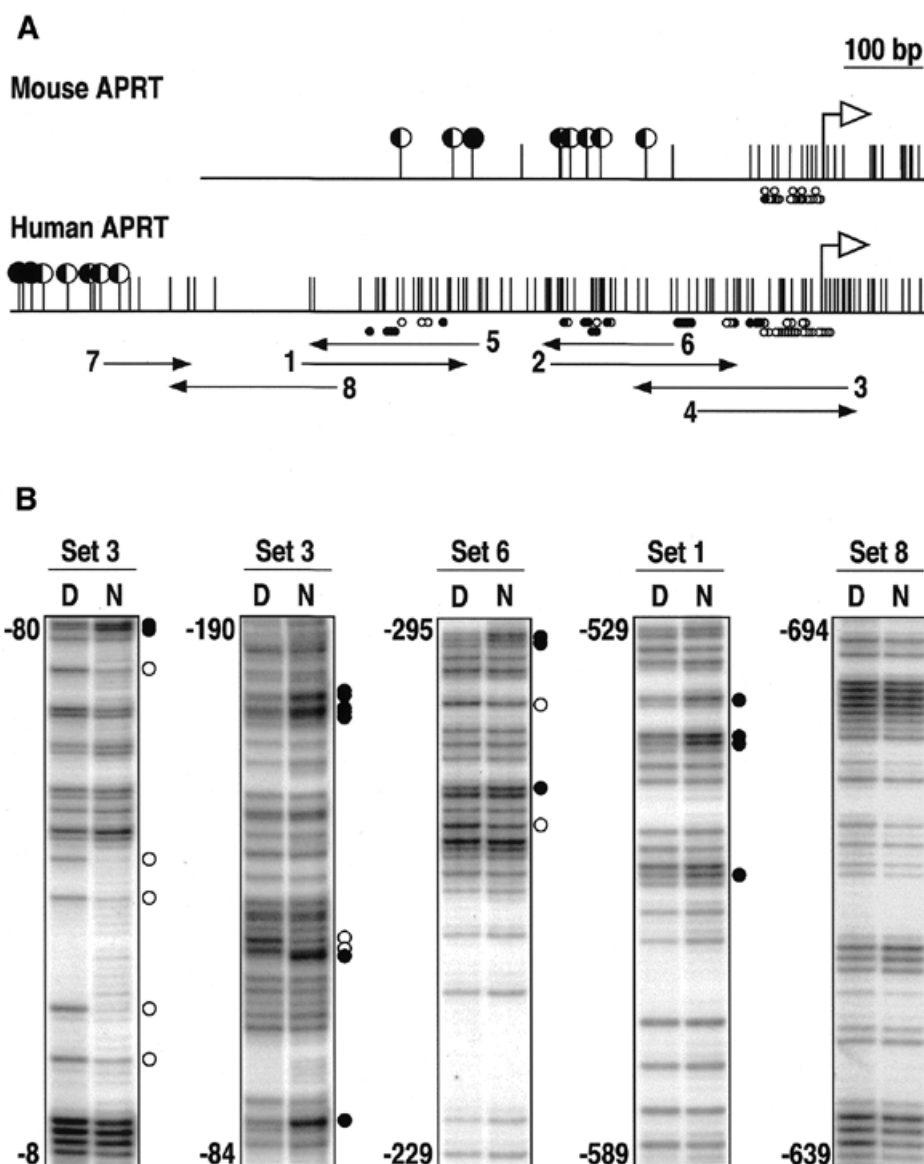 A
100 bp
Mouse APRT
Human APRT
5
6
7
1
2
8
3
4
B
Set 3 Set 3 Set 6 Set 1 Set 8
D N D N D N D N D N
-80 -190 -295 -529 -694
-8 -84 -229 -589 -639